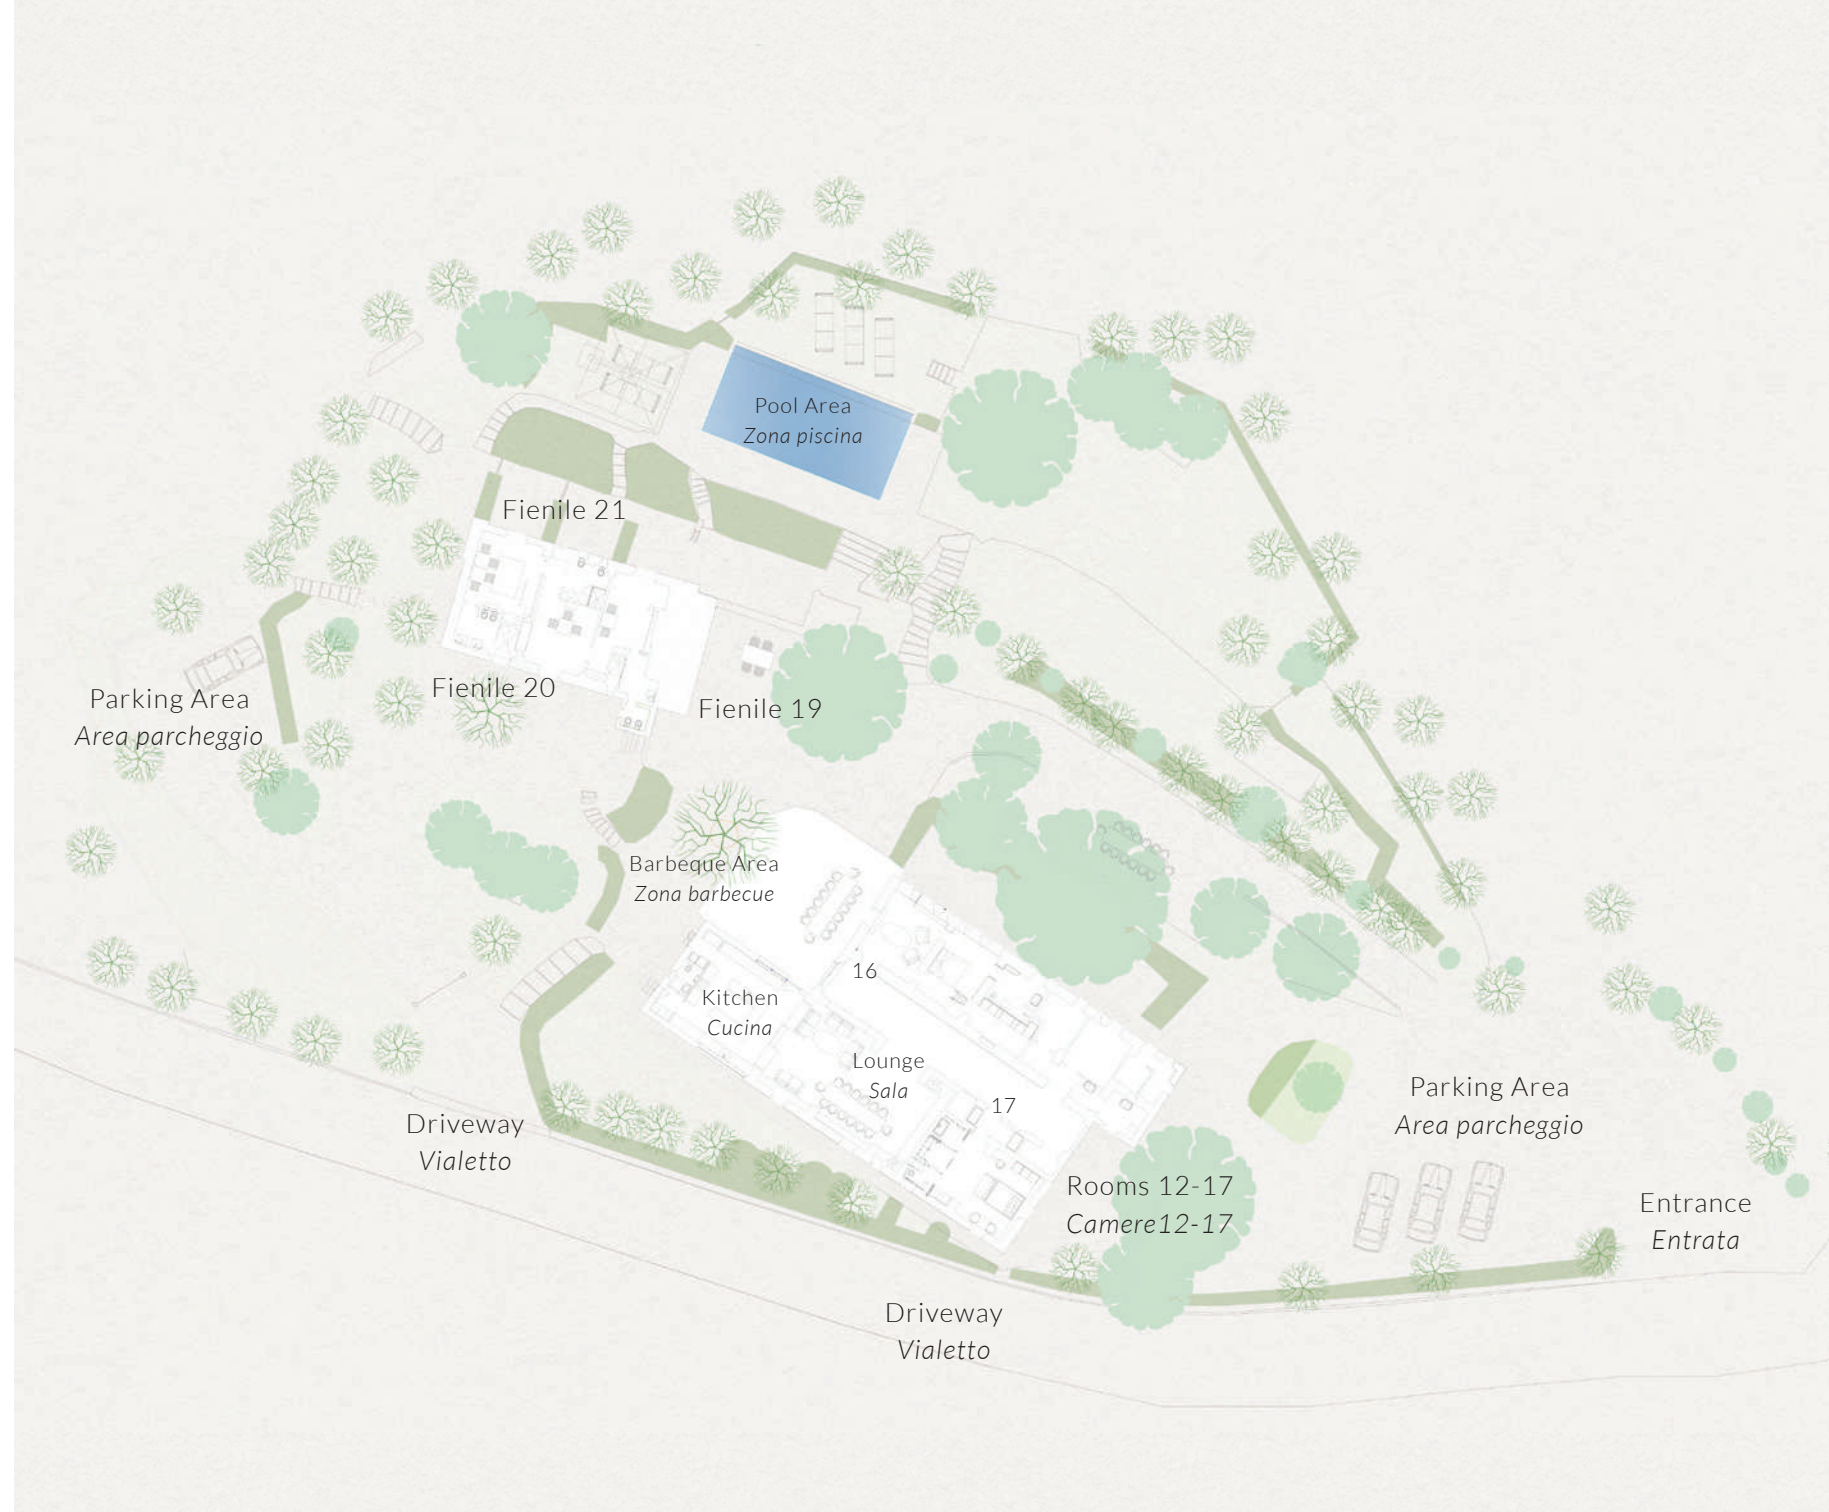 Pool Area
Zona piscina
Fienile 21
Fienile 20
Fienile 19
Parking Area
Area parcheggio
Barbeque Area
Zona barbecue
16
Kitchen
Cucina
Lounge
Sala
17
Parking Area
Area parcheggio
Driveway
Vialetto
Rooms 12-17
Camere12-17
Entrance
Entrata
Driveway
Vialetto